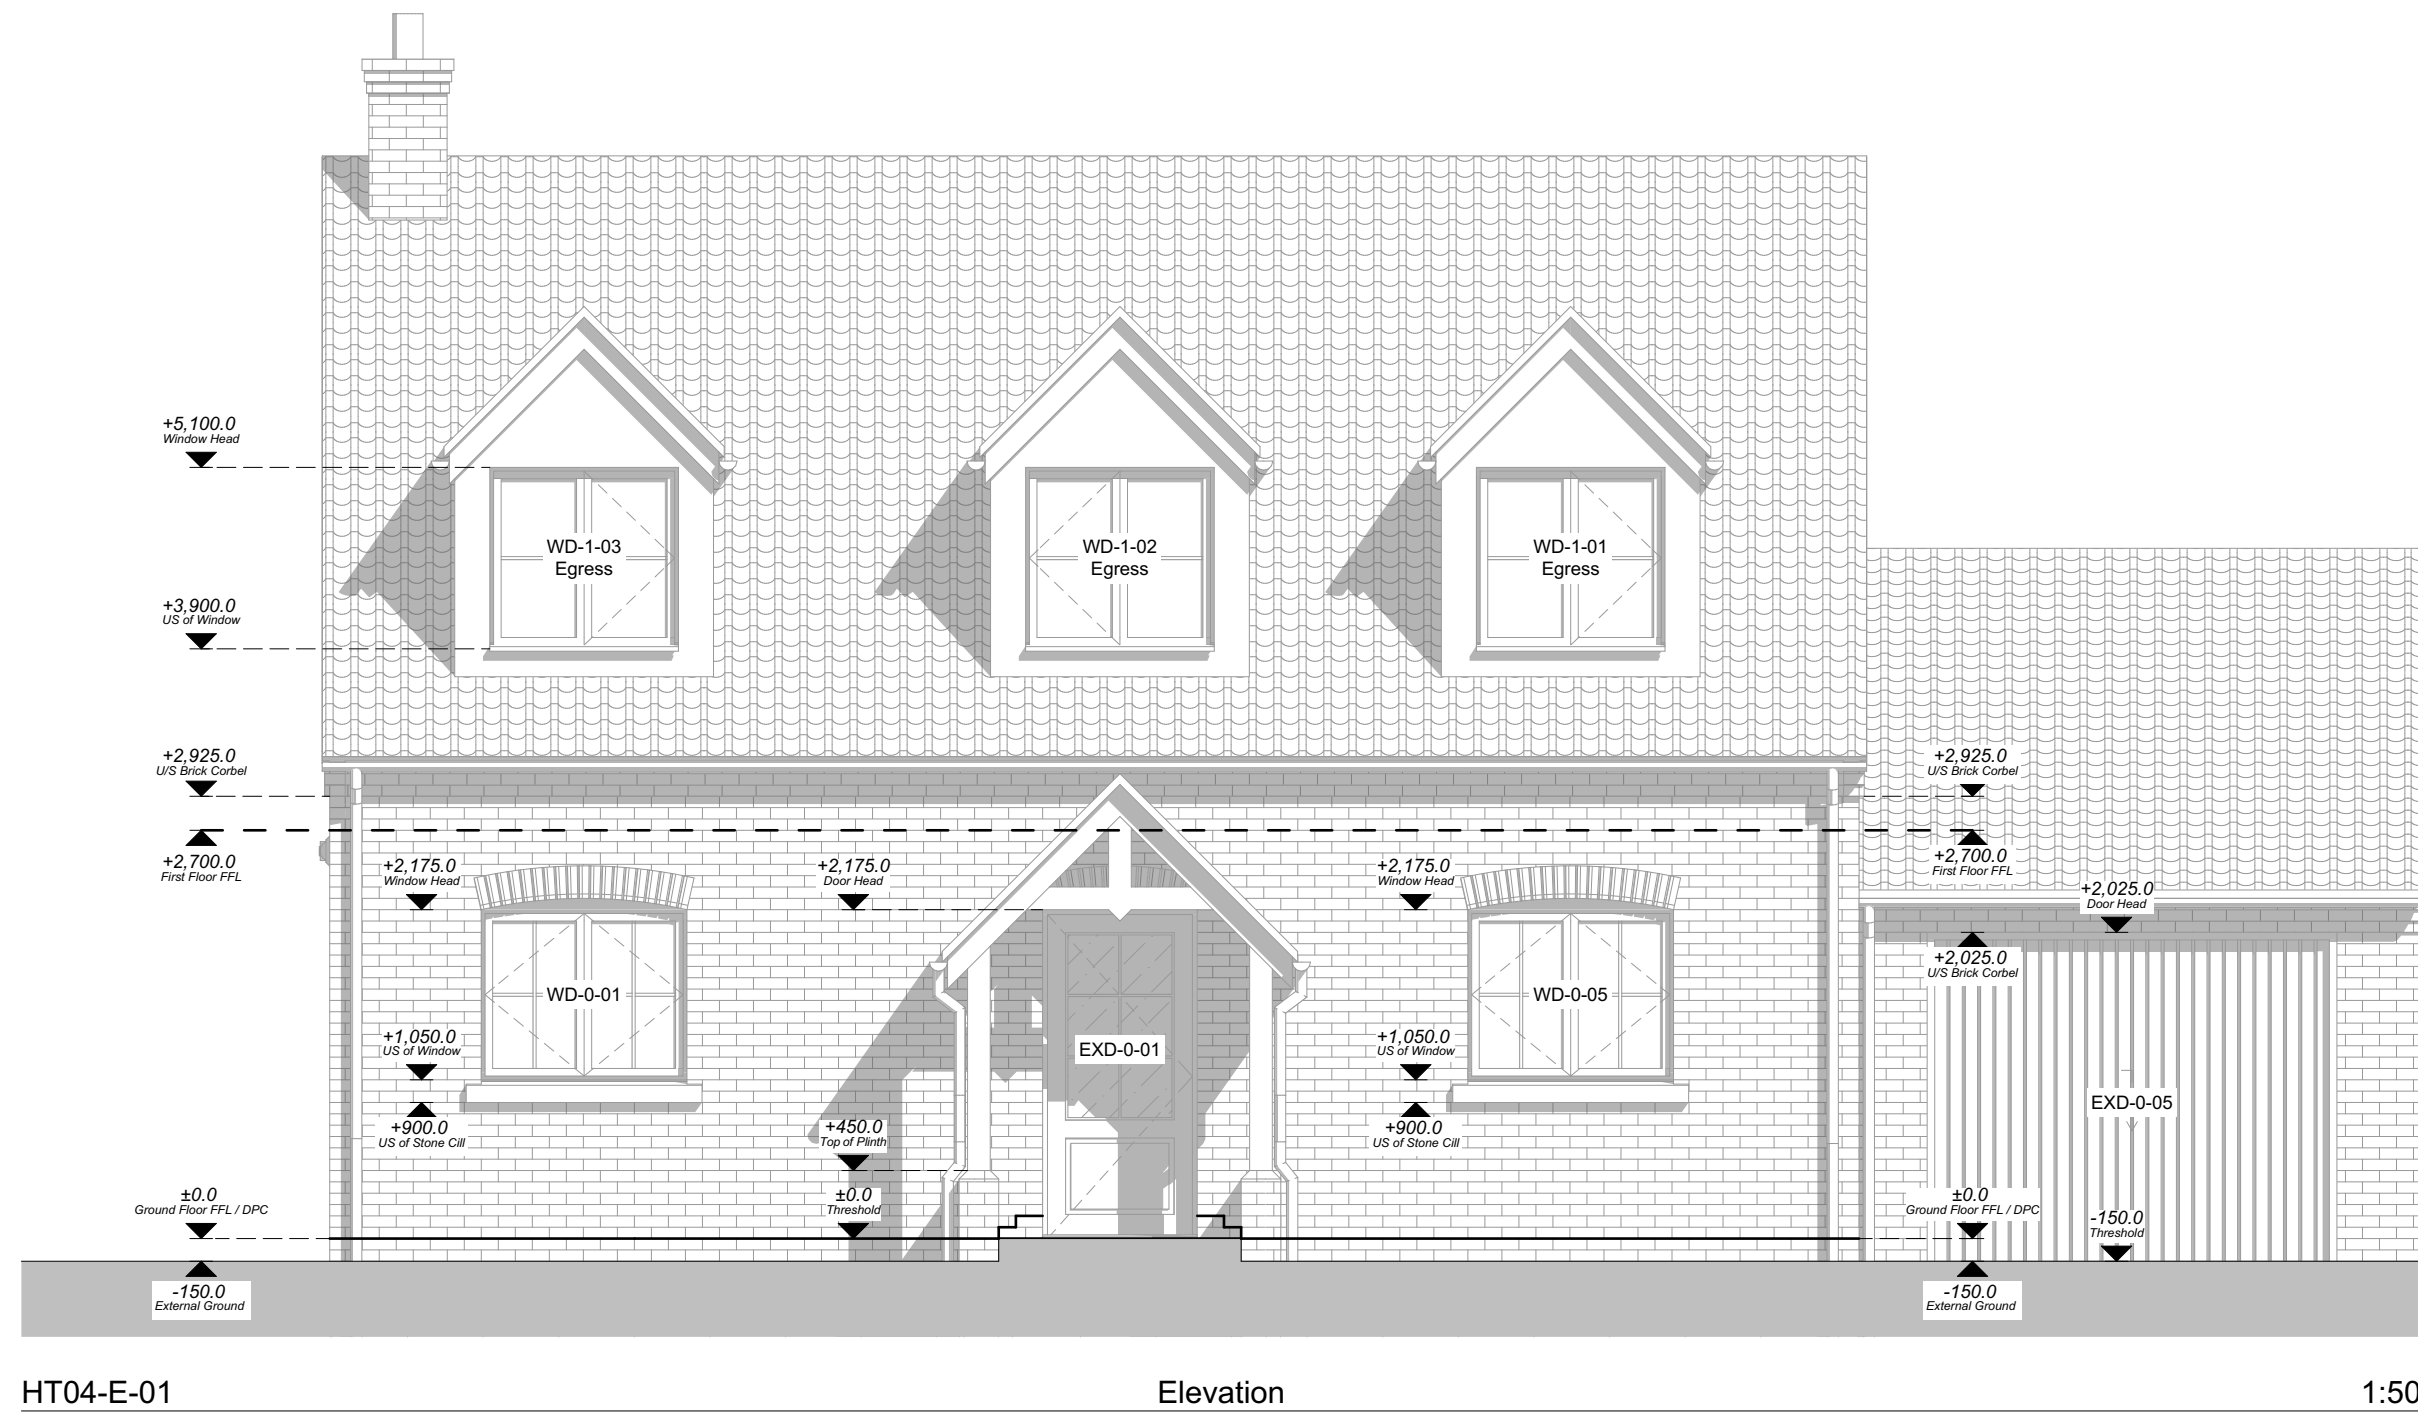 +5,100.0
Window Head
WD-1-03
Egress
WD-1-02
Egress
WD-1-01
Egress
+3,900.0
US of Window
+2,925.0
U/S Brick Corbel
+2,925.0
U/S Brick Corbel
+2,700.0
First Floor FFL
+2,175.0
Window Head
+2,175.0
Door Head
+2,175.0
Window Head
+2,700.0
First Floor FFL
+2,025.0
Door Head
+2,025.0
U/S Brick Corbel
WD-0-01
WD-0-05
+1,050.0
US of Window
EXD-0-01
+1,050.0
US of Window
EXD-0-05
+900.0
US of Stone Cill
+450.0
Top of Plinth
+900.0
US of Stone Cill
±0.0
Ground Floor FFL / DPC
±0.0
Threshold
±0.0
Ground Floor FFL / DPC
-150.0
Threshold
-150.0
External Ground
-150.0
External Ground
HT04-E-01
Elevation
1:50